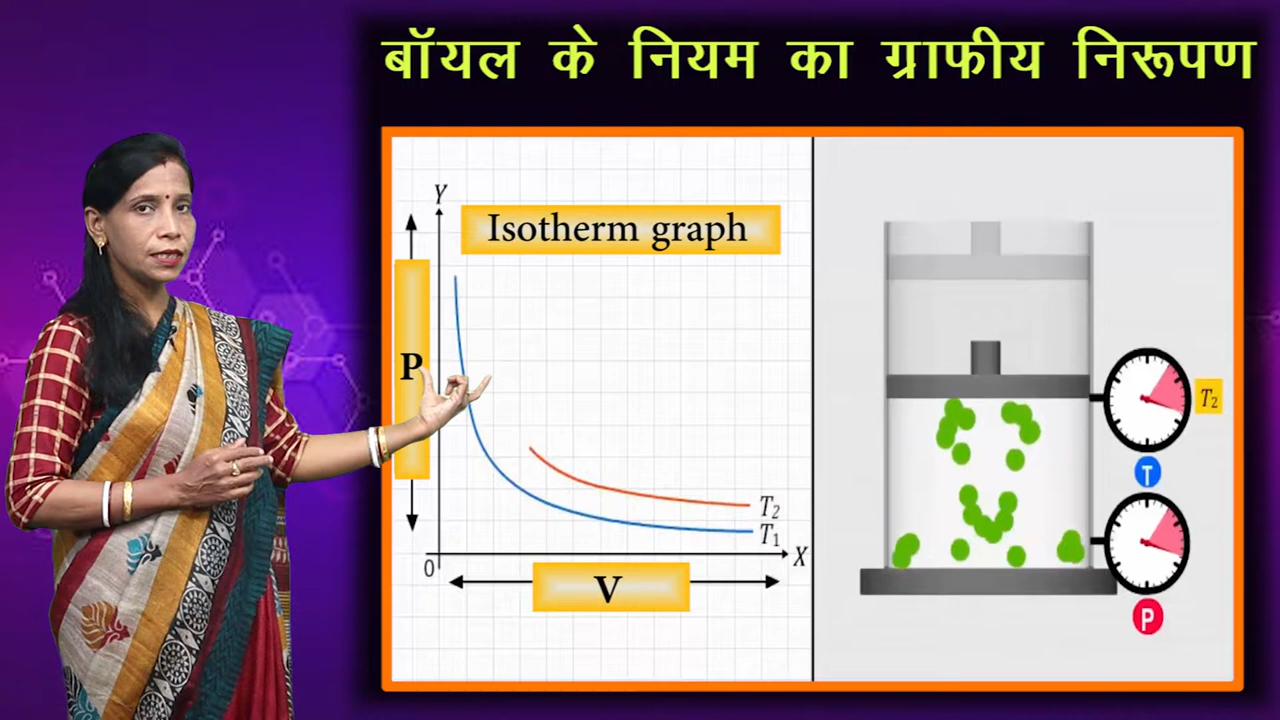 बॉयल के नियम का ग्राफीय निरूपण
Y
Isotherm graph
P
T₂
T₁
0
X
V
T₂
T
P